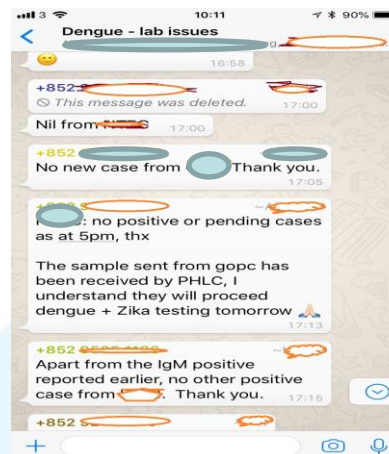 3 10:11 90%
Dengue - lab issues
16:58
+852
This message was deleted. 17:00
Nil from 17:00
+852
No new case from Thank you.
17:05
: no positive or pending cases
as at 5pm, thx
The sample sent from gopc has
been received by PHLC, I
understand they will proceed
dengue + Zika testing tomorrow 🙏🏻
17:13
+852
Apart from the IgM positive
reported earlier, no other positive
case from . Thank you. 17:15
+852